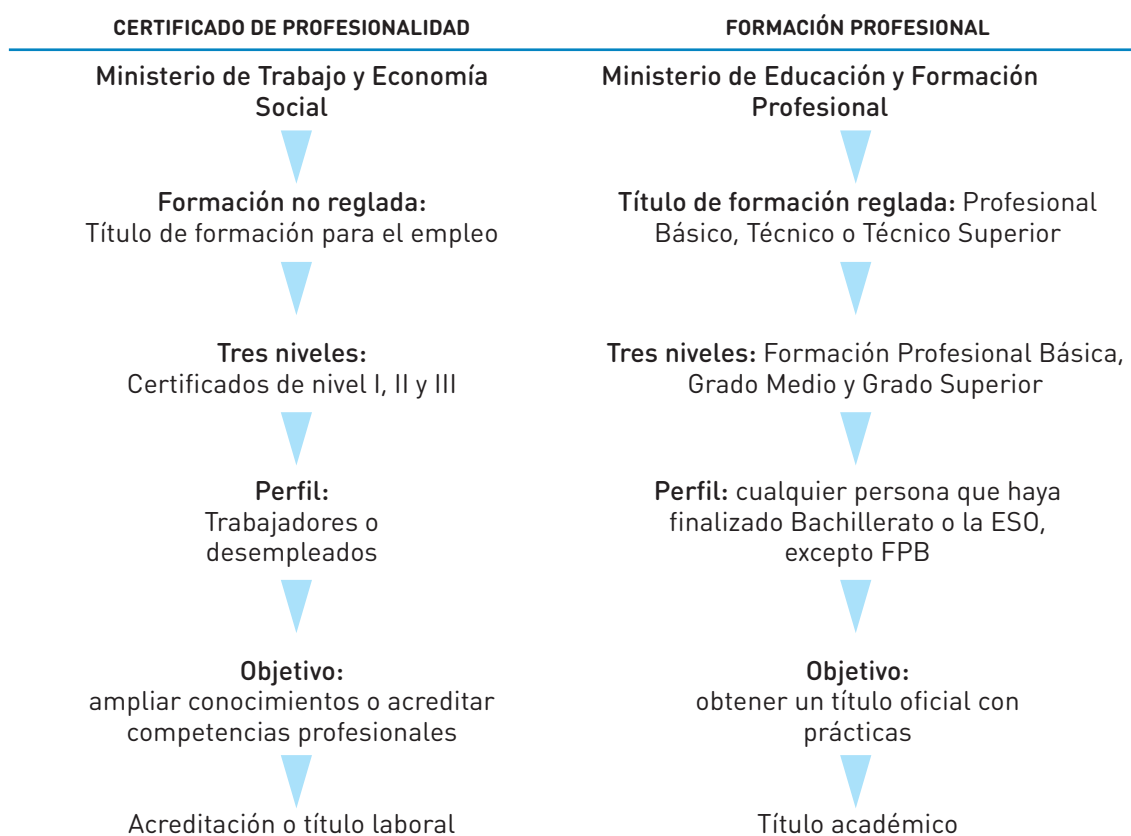 CERTIFICADO DE PROFESIONALIDAD
Ministerio de Trabajo y Economía
Social
Formación no reglada:
Título de formación para el empleo
Tres niveles:
Certificados de nivel I, II y III
Perfil:
Trabajadores o
desempleados
Objetivo:
ampliar conocimientos o acreditar
competencias profesionales
Acreditación o título laboral
FORMACIÓN PROFESIONAL
Ministerio de Educación y Formación
Profesional
Título de formación reglada: Profesional
Básico, Técnico o Técnico Superior
Tres niveles: Formación Profesional Básica,
Grado Medio y Grado Superior
Perfil: cualquier persona que haya
finalizado Bachillerato o la ESO,
excepto FPB
Objetivo:
obtener un título oficial con
prácticas
Título académico